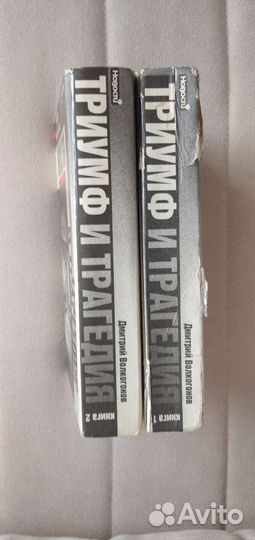 Новости
ТРИУМФ И ТРАГЕДИЯ
Дмитрий Волкогонов
книга 2
Новости
ТРИУМФ И ТРАГЕДИЯ
Дмитрий Волкогонов
книга 1
Avito